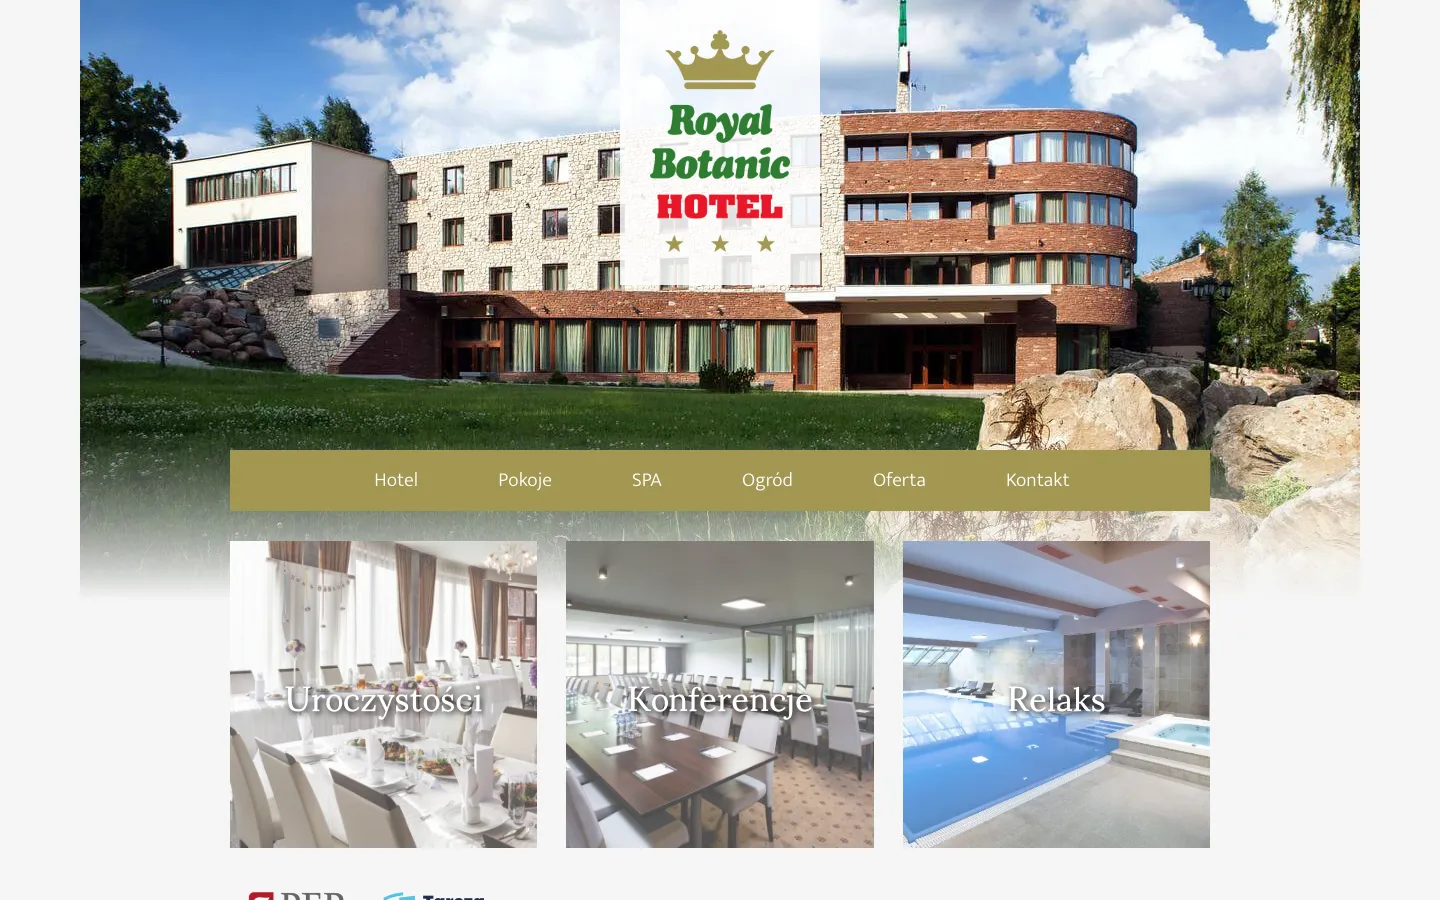 Royal
Botanic
HOTEL
Hotel Pokoje SPA Ogród Oferta Kontakt
Uroczystości Konferencje Relaks